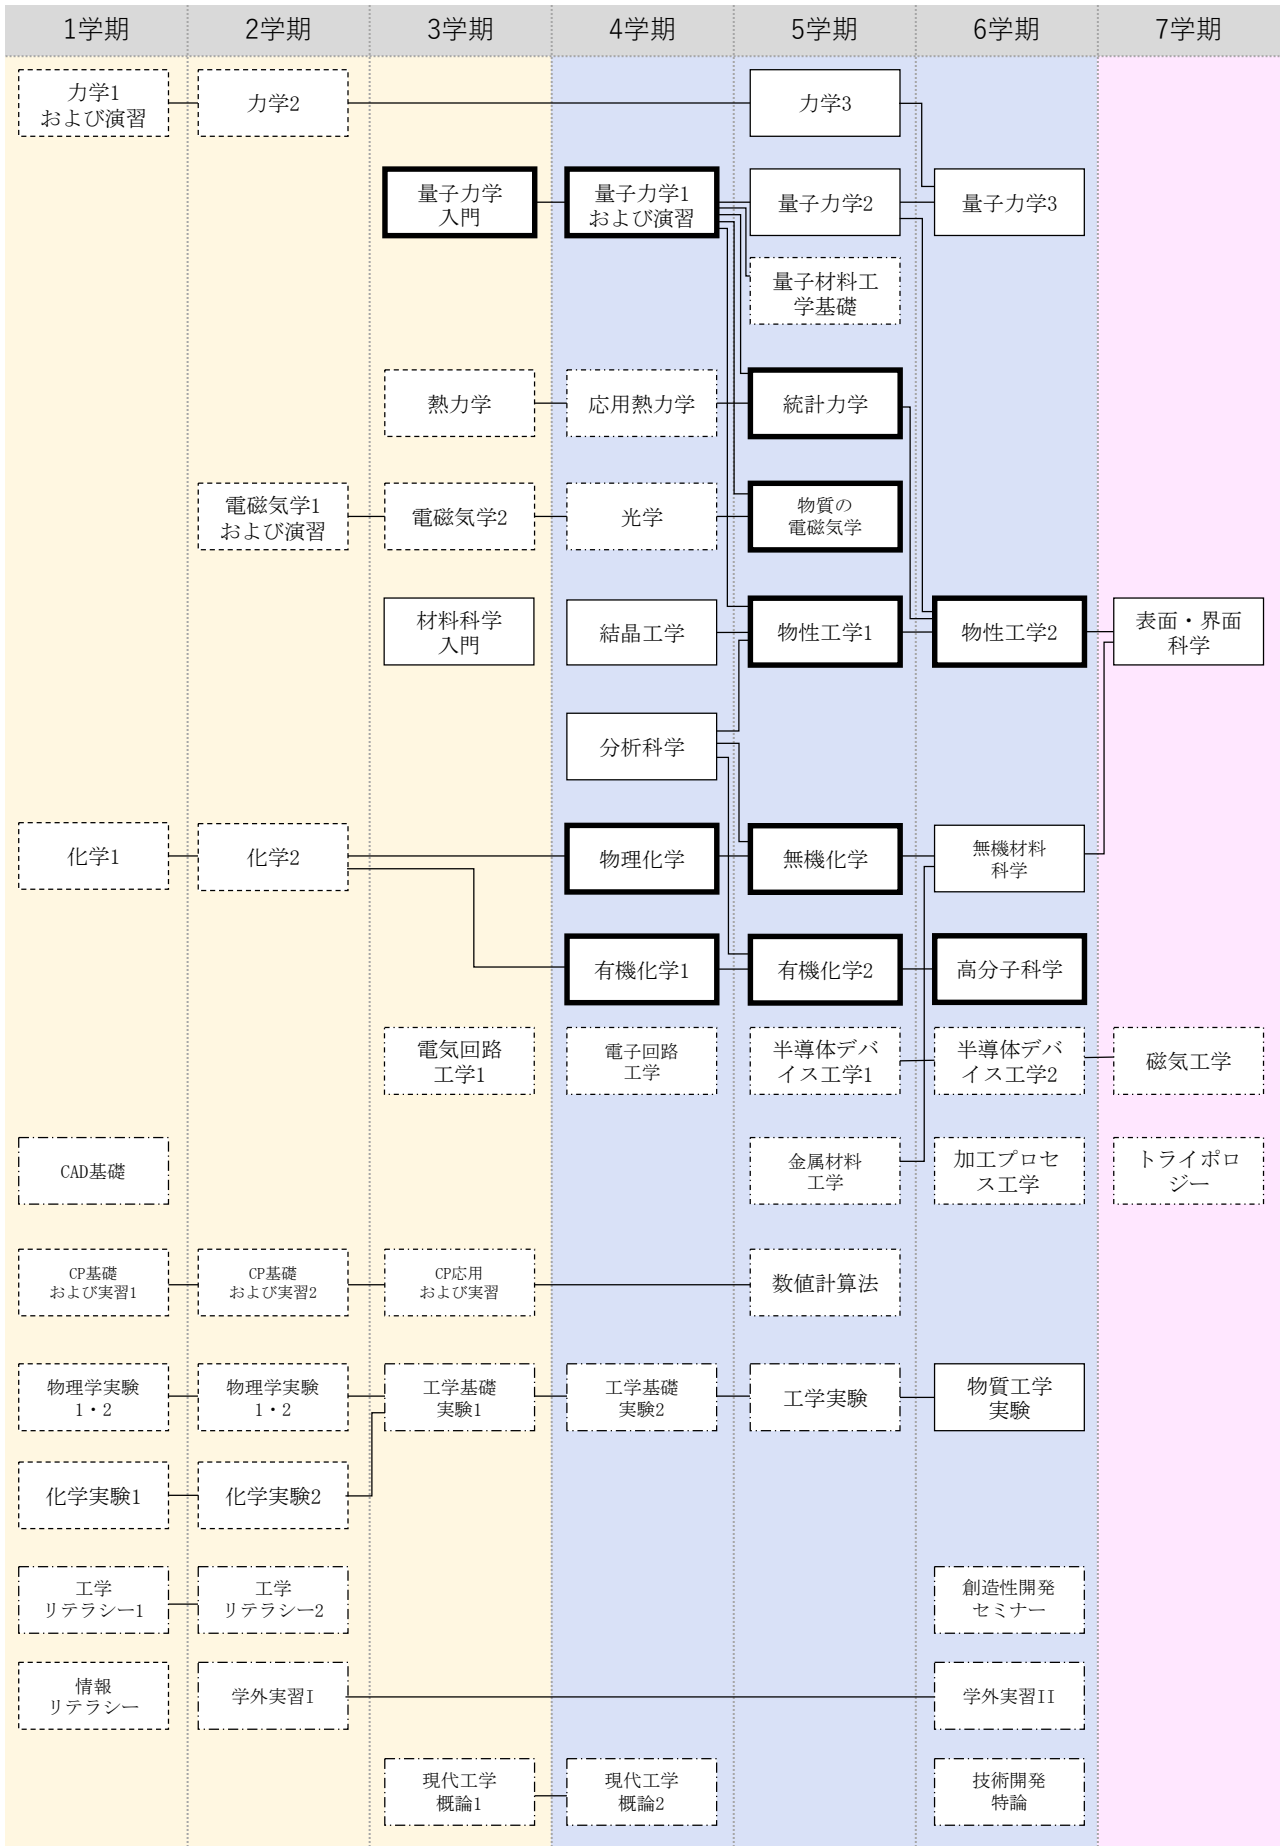 1学期
2学期
3学期
4学期
5学期
6学期
7学期
力学1
および演習
力学2
力学3
量子力学
入門
量子力学1
および演習
量子力学2
量子力学3
量子材料工
学基礎
熱力学
応用熱力学
統計力学
電磁気学1
および演習
電磁気学2
光学
物質の
電磁気学
材料科学
入門
結晶工学
物性工学1
物性工学2
表面・界面
科学
分析科学
化学1
化学2
物理化学
無機化学
無機材料
科学
有機化学1
有機化学2
高分子科学
電気回路
工学1
電子回路
工学
半導体デバ
イス工学1
半導体デバ
イス工学2
磁気工学
CAD基礎
金属材料
工学
加工プロセ
ス工学
トライポロ
ジー
CP基礎
および実習1
CP基礎
および実習2
CP応用
および実習
数値計算法
物理学実験
1・2
物理学実験
1・2
工学基礎
実験1
工学基礎
実験2
工学実験
物質工学
実験
化学実験1
化学実験2
工学
リテラシー1
工学
リテラシー2
創造性開発
セミナー
情報
リテラシー
学外実習I
学外実習II
現代工学
概論1
現代工学
概論2
技術開発
特論